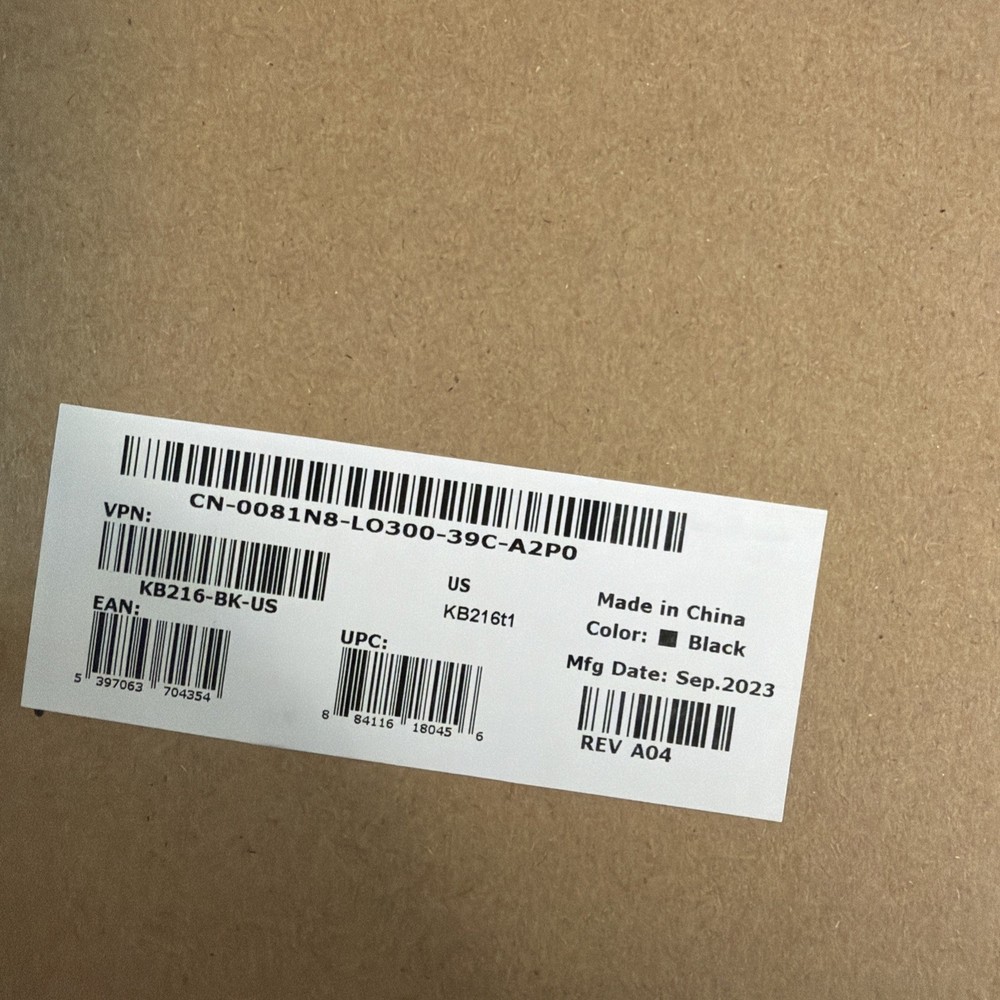 CN-0081N8-LO300-39C-A2P0
VPN:
KB216-BK-US
US
KB216t1
EAN:
5 397063 704354
UPC:
8 84116 18045 6
Made in China
Color: Black
Mfg Date: Sep.2023
REV A04